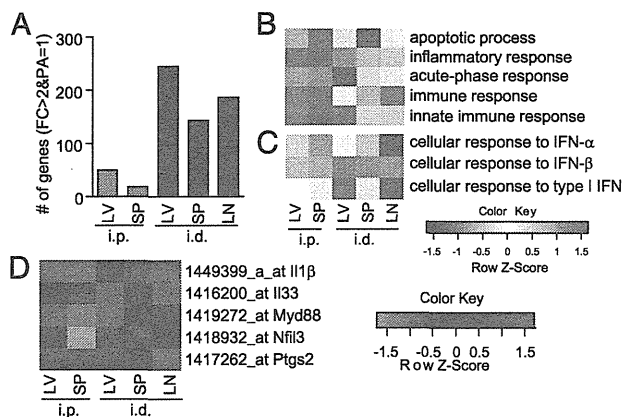 A
# of genes (FC>2&PA=1)
300
200
100
0
LV SP LV SP LN
i.p. i.d.
B
apoptotic process
inflammatory response
acute-phase response
immune response
innate immune response
C
cellular response to IFN-α
cellular response to IFN-β
cellular response to type I IFN
LV SP LV SP LN
i.p. i.d.
Color Key
-1.5 -1 -0.5 0 0.5 1 1.5
Row Z-Score
D
1449399_a_at Il1β
1416200_at Il33
1419272_at Myd88
1418932_at Nfil3
1417262_at Ptgs2
LV SP LV SP LN
i.p. i.d.
Color Key
-1.5 -0.5 0 0.5 1.5
Row Z-Score